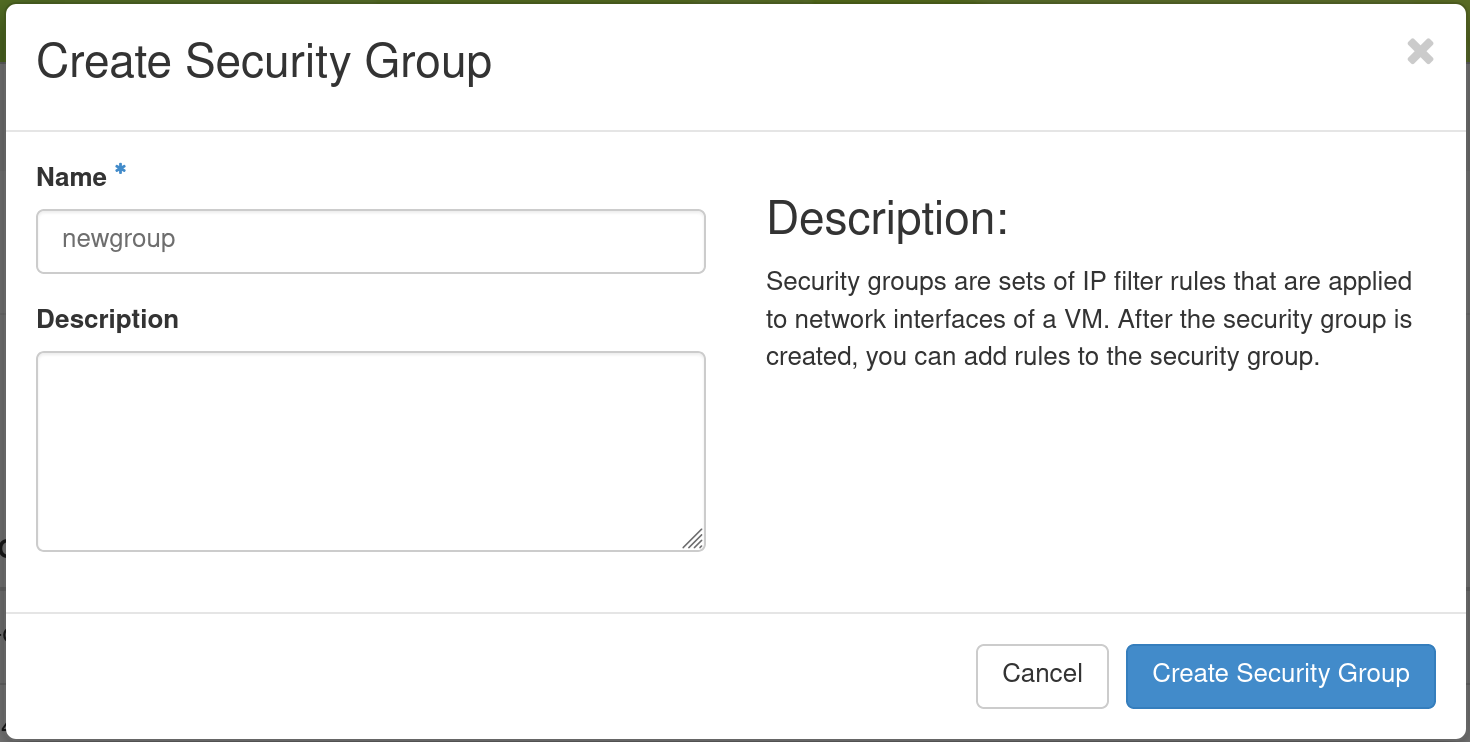 Create Security Group
Name *
newgroup
Description
Description:
Security groups are sets of IP filter rules that are applied
to network interfaces of a VM. After the security group is
created, you can add rules to the security group.
Cancel
Create Security Group